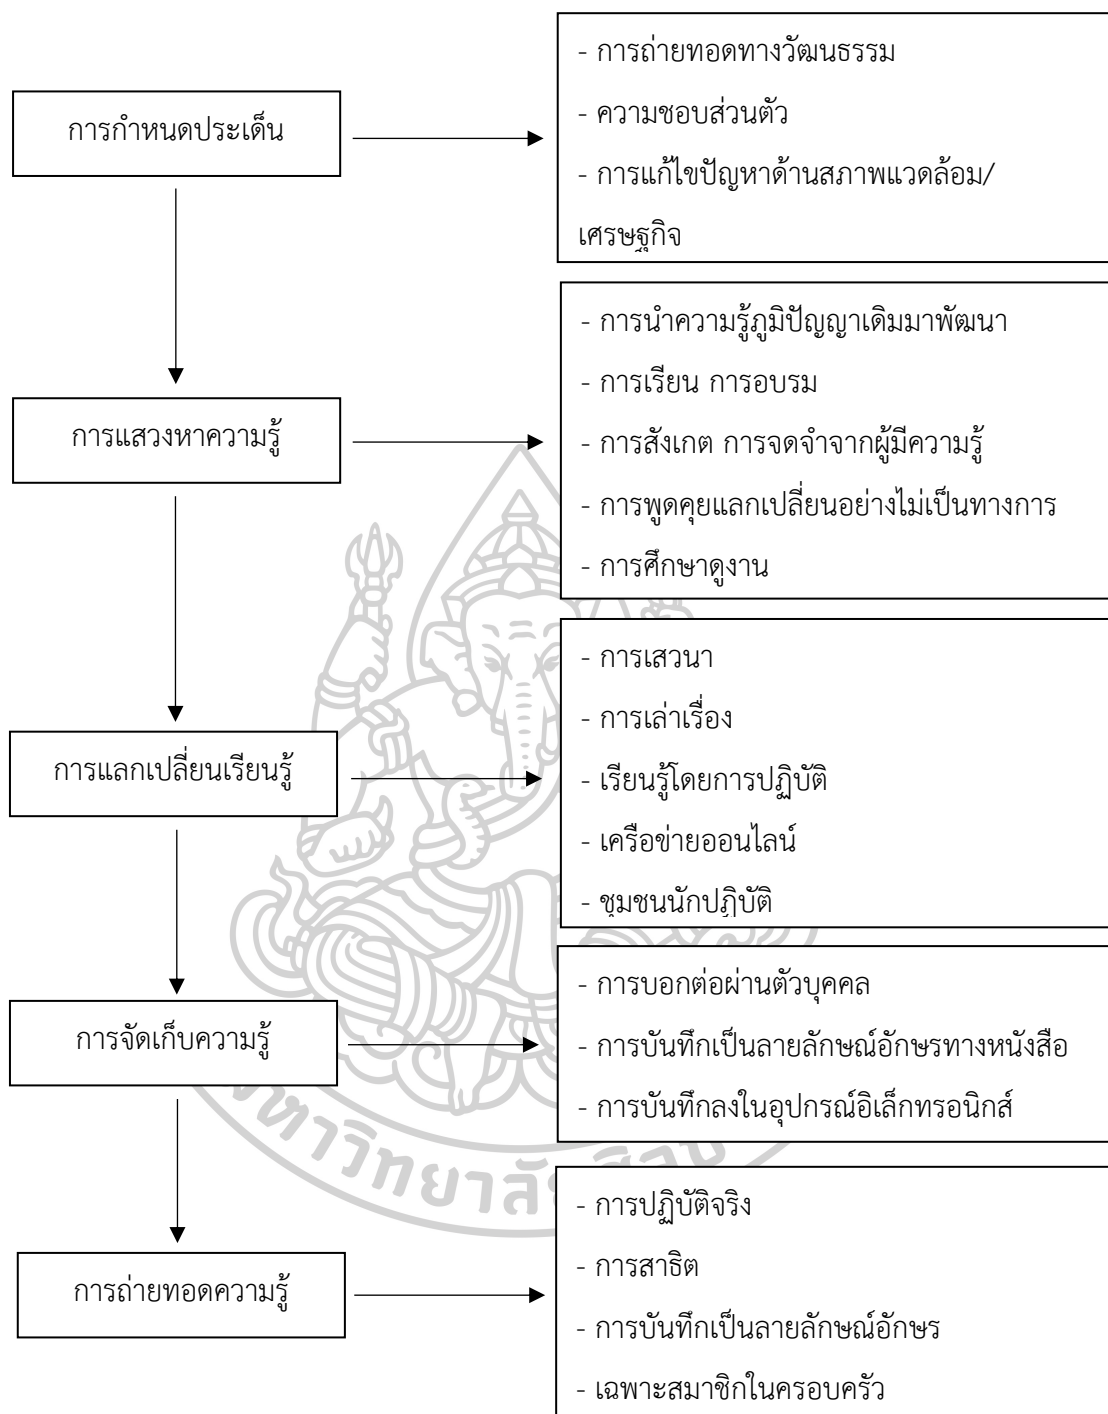 การกำหนดประเด็น
- การถ่ายทอดทางวัฒนธรรม
- ความชอบส่วนตัว
- การแก้ไขปัญหาด้านสภาพแวดล้อม/
เศรษฐกิจ
การแสวงหาความรู้
- การนำความรู้ภูมิปัญญาเดิมมาพัฒนา
- การเรียน การอบรม
- การสังเกต การจดจำจากผู้มีความรู้
- การพูดคุยแลกเปลี่ยนอย่างไม่เป็นทางการ
- การศึกษาดูงาน
การแลกเปลี่ยนเรียนรู้
- การเสวนา
- การเล่าเรื่อง
- เรียนรู้โดยการปฏิบัติ
- เครือข่ายออนไลน์
- ชุมชนนักปฏิบัติ
การจัดเก็บความรู้
- การบอกต่อผ่านตัวบุคคล
- การบันทึกเป็นลายลักษณ์อักษรทางหนังสือ
- การบันทึกลงในอุปกรณ์อิเล็กทรอนิกส์
การถ่ายทอดความรู้
- การปฏิบัติจริง
- การสาธิต
- การบันทึกเป็นลายลักษณ์อักษร
- เฉพาะสมาชิกในครอบครัว